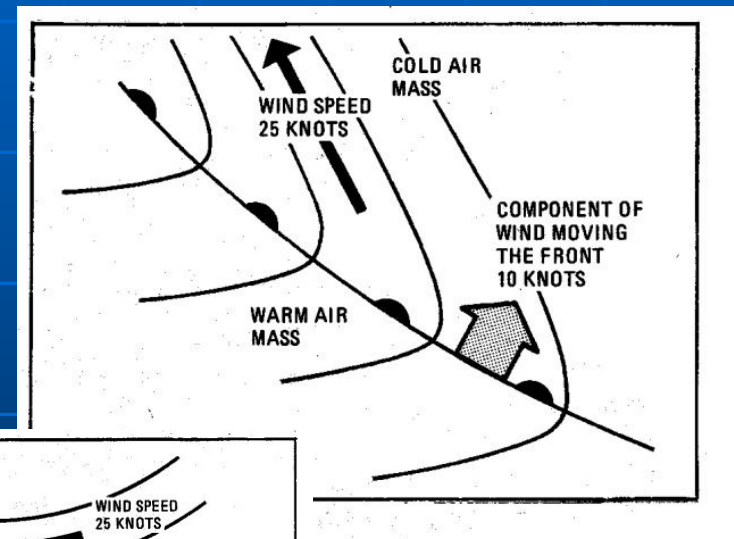 COLD AIR
MASS
WIND SPEED
25 KNOTS
COMPONENT OF
WIND MOVING
THE FRONT
10 KNOTS
WARM AIR
MASS
WIND SPEED
25 KNOTS